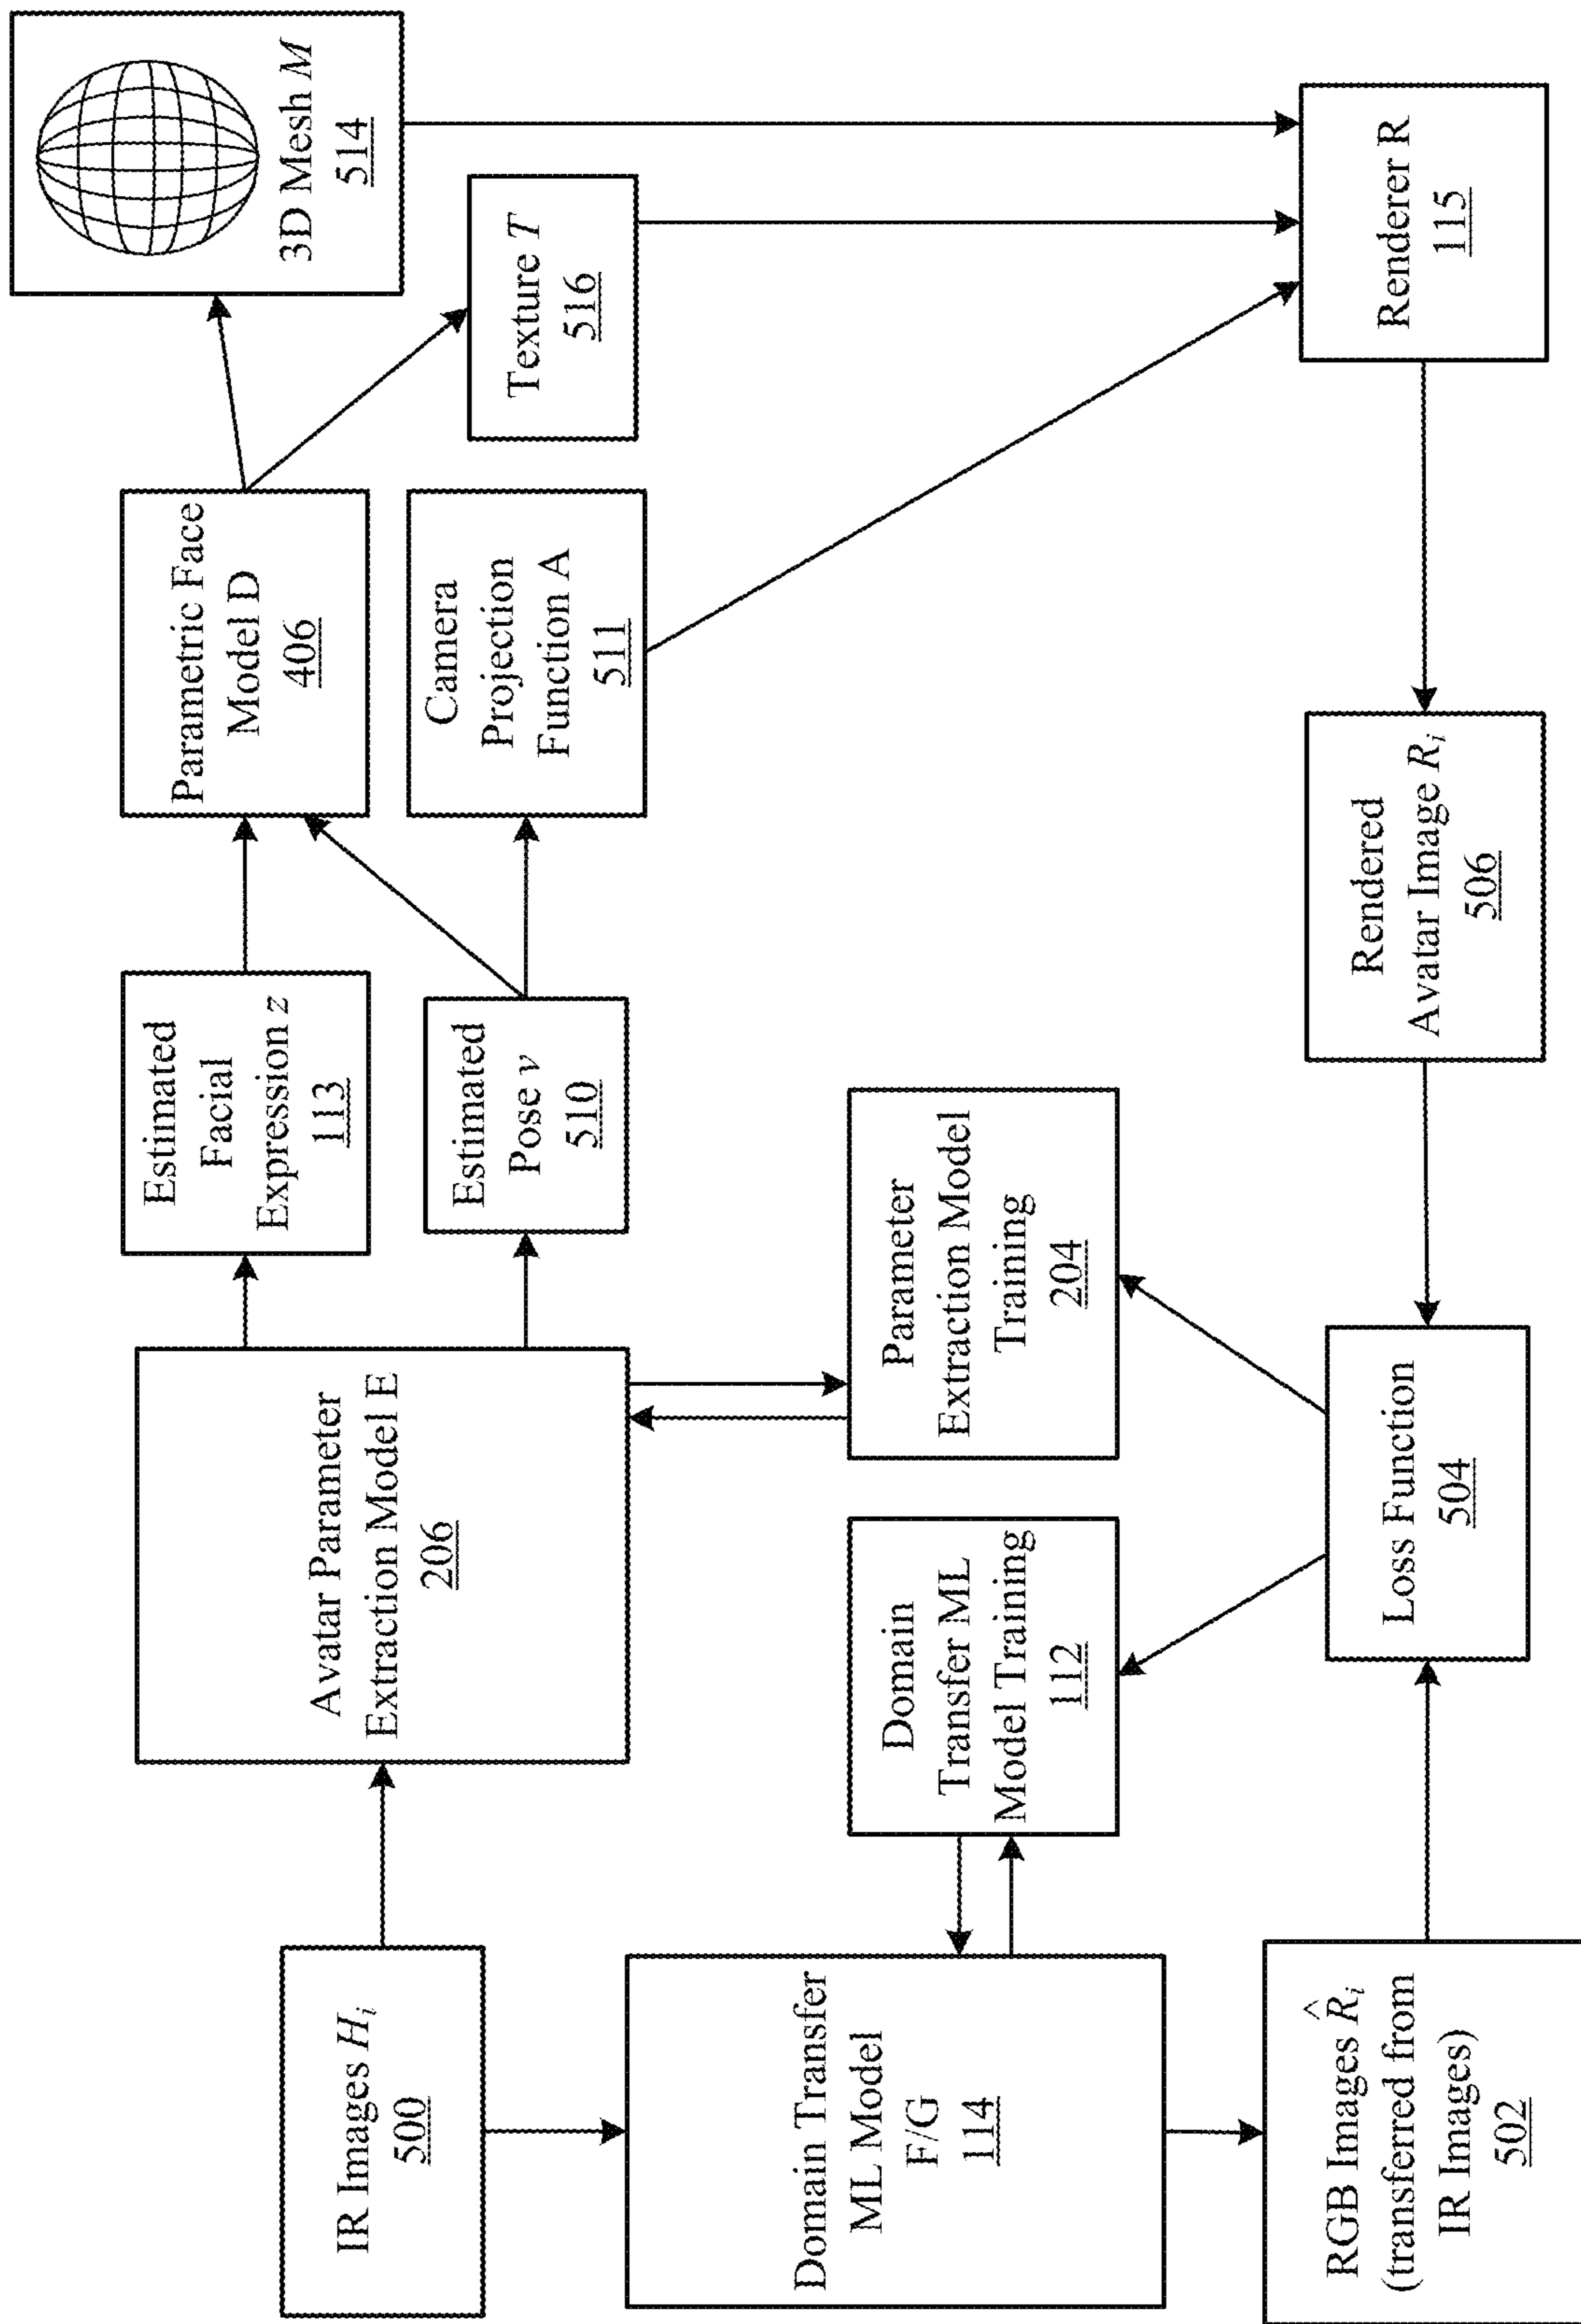 IR Images Hᵢ
500
Avatar Parameter
Extraction Model E
206
Estimated
Facial
Expression z
113
Estimated
Pose v
510
Parametric Face
Model D
406
Camera
Projection
Function A
511
3D Mesh M
514
Texture T
516
Domain Transfer
ML Model
F/G
114
Domain
Transfer ML
Model Training
112
Parameter
Extraction Model
Training
204
RGB Images R̂ᵢ
(transferred from
IR Images)
502
Loss Function
504
Rendered
Avatar Image Rᵢ
506
Renderer R
115